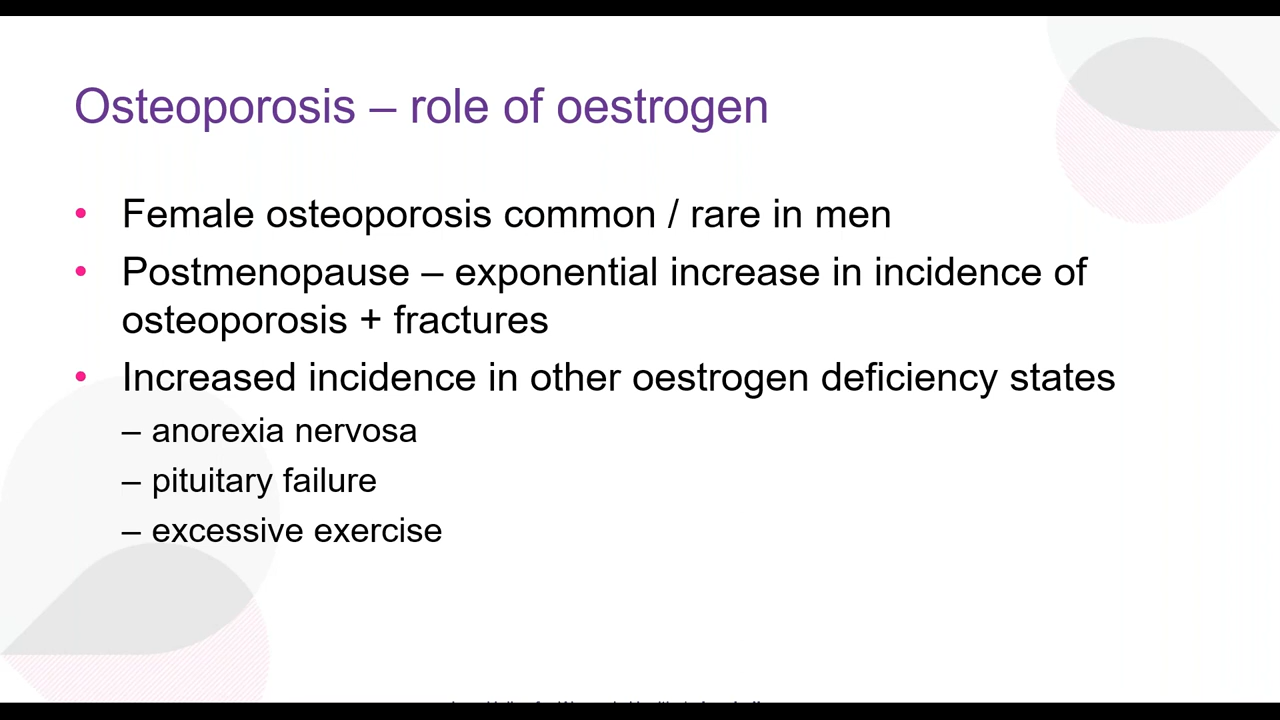 Osteoporosis – role of oestrogen
• Female osteoporosis common / rare in men
• Postmenopause – exponential increase in incidence of
osteoporosis + fractures
• Increased incidence in other oestrogen deficiency states
– anorexia nervosa
– pituitary failure
– excessive exercise